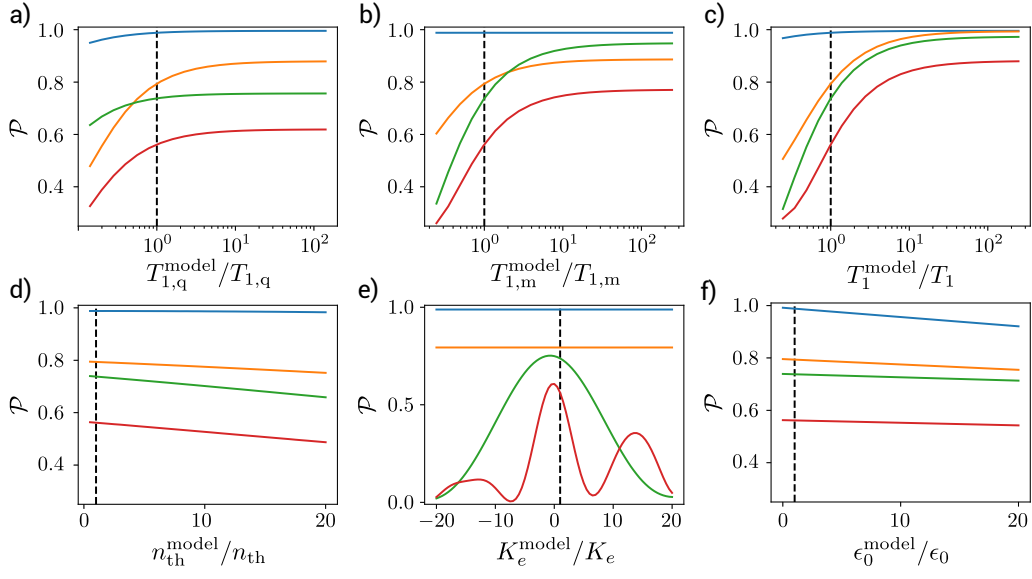 a)
1.0
0.8
0.6
0.4
𝒫
10⁰ 10¹ 10²
T₁,q^model/T₁,q
b)
1.0
0.8
0.6
0.4
𝒫
10⁰ 10¹ 10²
T₁,m^model/T₁,m
c)
1.0
0.8
0.6
0.4
𝒫
10⁰ 10¹ 10²
T₁^model/T₁
d)
1.0
0.8
0.6
0.4
𝒫
0 10 20
n_th^model/n_th
e)
1.0
0.5
0.0
𝒫
−20 −10 0 10 20
K_e^model/K_e
f)
1.0
0.8
0.6
0.4
𝒫
0 10 20
ϵ₀^model/ϵ₀